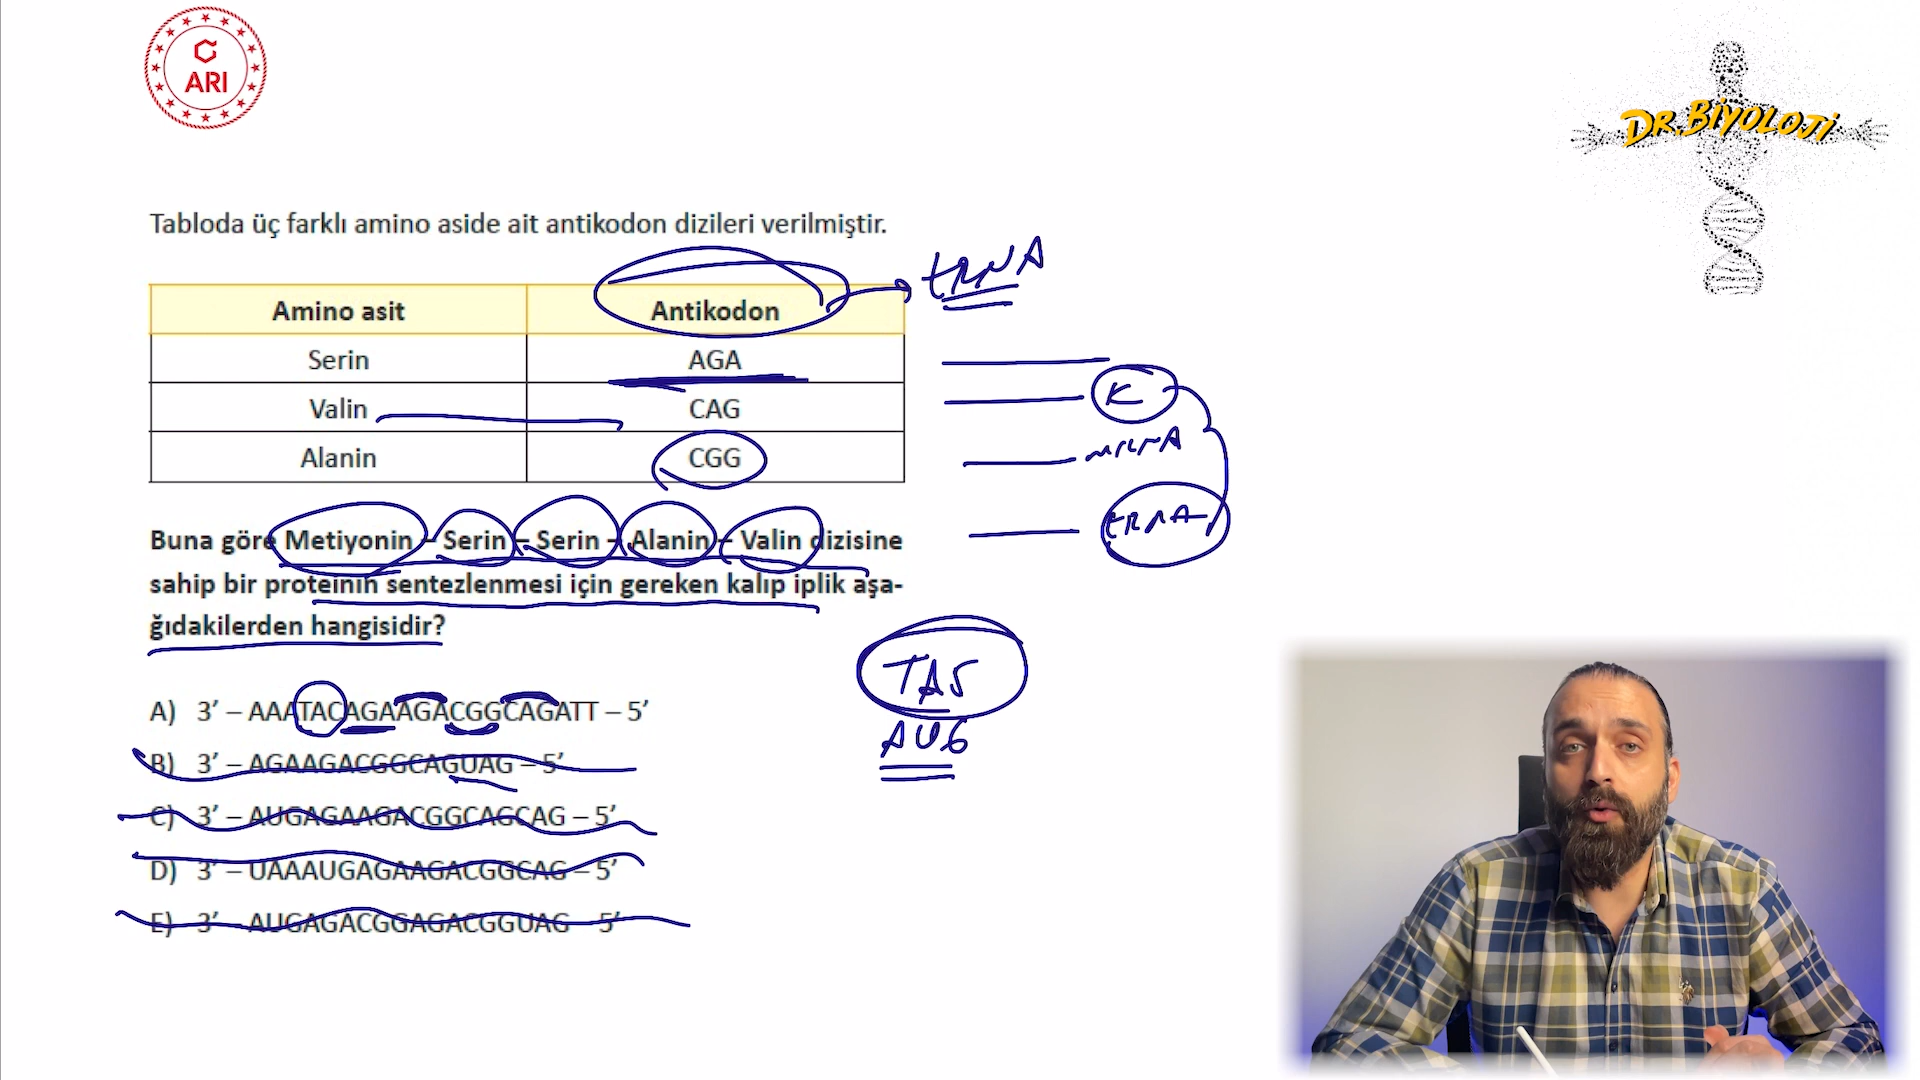 ARI
DR.BİYOLOJİ
Tabloda üç farklı amino aside ait antikodon dizileri verilmiştir.
tRNA
Amino asit Antikodon
Serin AGA
Valin CAG
Alanin CGG
K
mRNA
tRNA
Buna göre Metiyonin – Serin – Serin – Alanin – Valin dizisine
sahip bir proteinin sentezlenmesi için gereken kalıp iplik aşa-
ğıdakilerden hangisidir?
TAS
AUG
A) 3’ – AAATACAGAAGACGGCAGATT – 5’
B) 3’ – AGAAGACGGCAGUAG – 5’
C) 3’ – AUGAGAAGACGGCAGCAG – 5’
D) 3’ – UAAAUGAGAAGACGGCAG – 5’
E) 3’ – AUGAGACGGAGACGGUAG – 5’